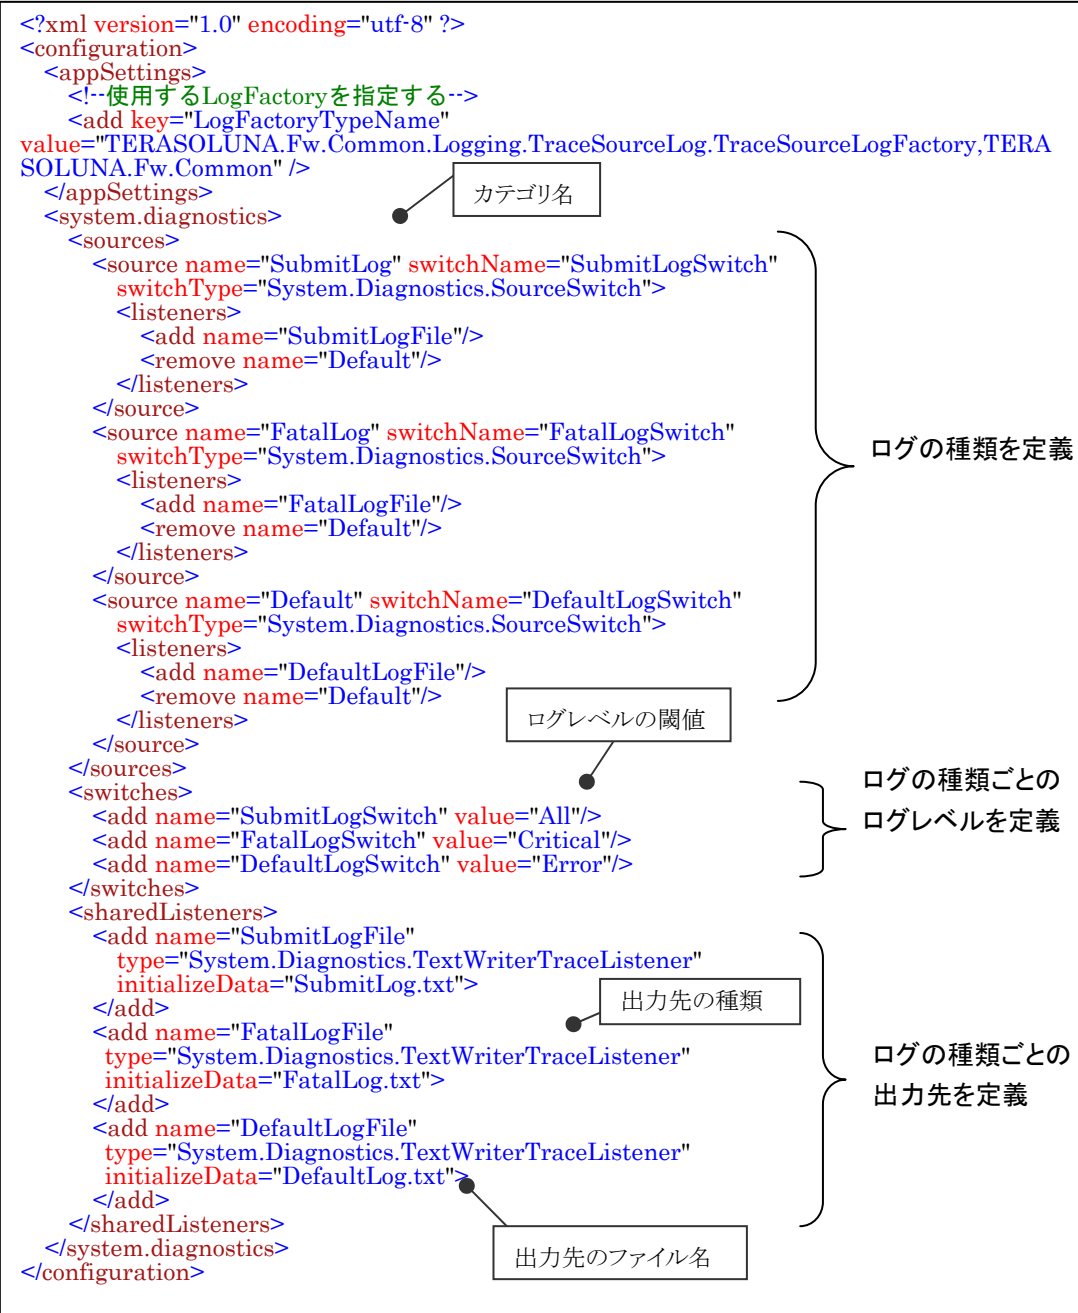 <?xml version="1.0" encoding="utf-8" ?>
<configuration>
<appSettings>
<!--使用するLogFactoryを指定する-->
<add key="LogFactoryTypeName"
value="TERASOLUNA.Fw.Common.Logging.TraceSourceLog.TraceSourceLogFactory,TERA
SOLUNA.Fw.Common" />
</appSettings>
カテゴリ名
<system.diagnostics>
<sources>
<source name="SubmitLog" switchName="SubmitLogSwitch"
switchType="System.Diagnostics.SourceSwitch">
<listeners>
<add name="SubmitLogFile"/>
<remove name="Default"/>
</listeners>
</source>
<source name="FatalLog" switchName="FatalLogSwitch"
switchType="System.Diagnostics.SourceSwitch">
<listeners>
<add name="FatalLogFile"/>
<remove name="Default"/>
</listeners>
</source>
<source name="Default" switchName="DefaultLogSwitch"
switchType="System.Diagnostics.SourceSwitch">
<listeners>
<add name="DefaultLogFile"/>
<remove name="Default"/>
</listeners>
</source>
</sources>
ログの種類を定義
ログレベルの閾値
<switches>
<add name="SubmitLogSwitch" value="All"/>
<add name="FatalLogSwitch" value="Critical"/>
<add name="DefaultLogSwitch" value="Error"/>
</switches>
ログの種類ごとの
ログレベルを定義
<sharedListeners>
<add name="SubmitLogFile"
type="System.Diagnostics.TextWriterTraceListener"
initializeData="SubmitLog.txt">
</add>
出力先の種類
<add name="FatalLogFile"
type="System.Diagnostics.TextWriterTraceListener"
initializeData="FatalLog.txt">
</add>
<add name="DefaultLogFile"
type="System.Diagnostics.TextWriterTraceListener"
initializeData="DefaultLog.txt">
</add>
</sharedListeners>
ログの種類ごとの
出力先を定義
</system.diagnostics>
出力先のファイル名
</configuration>